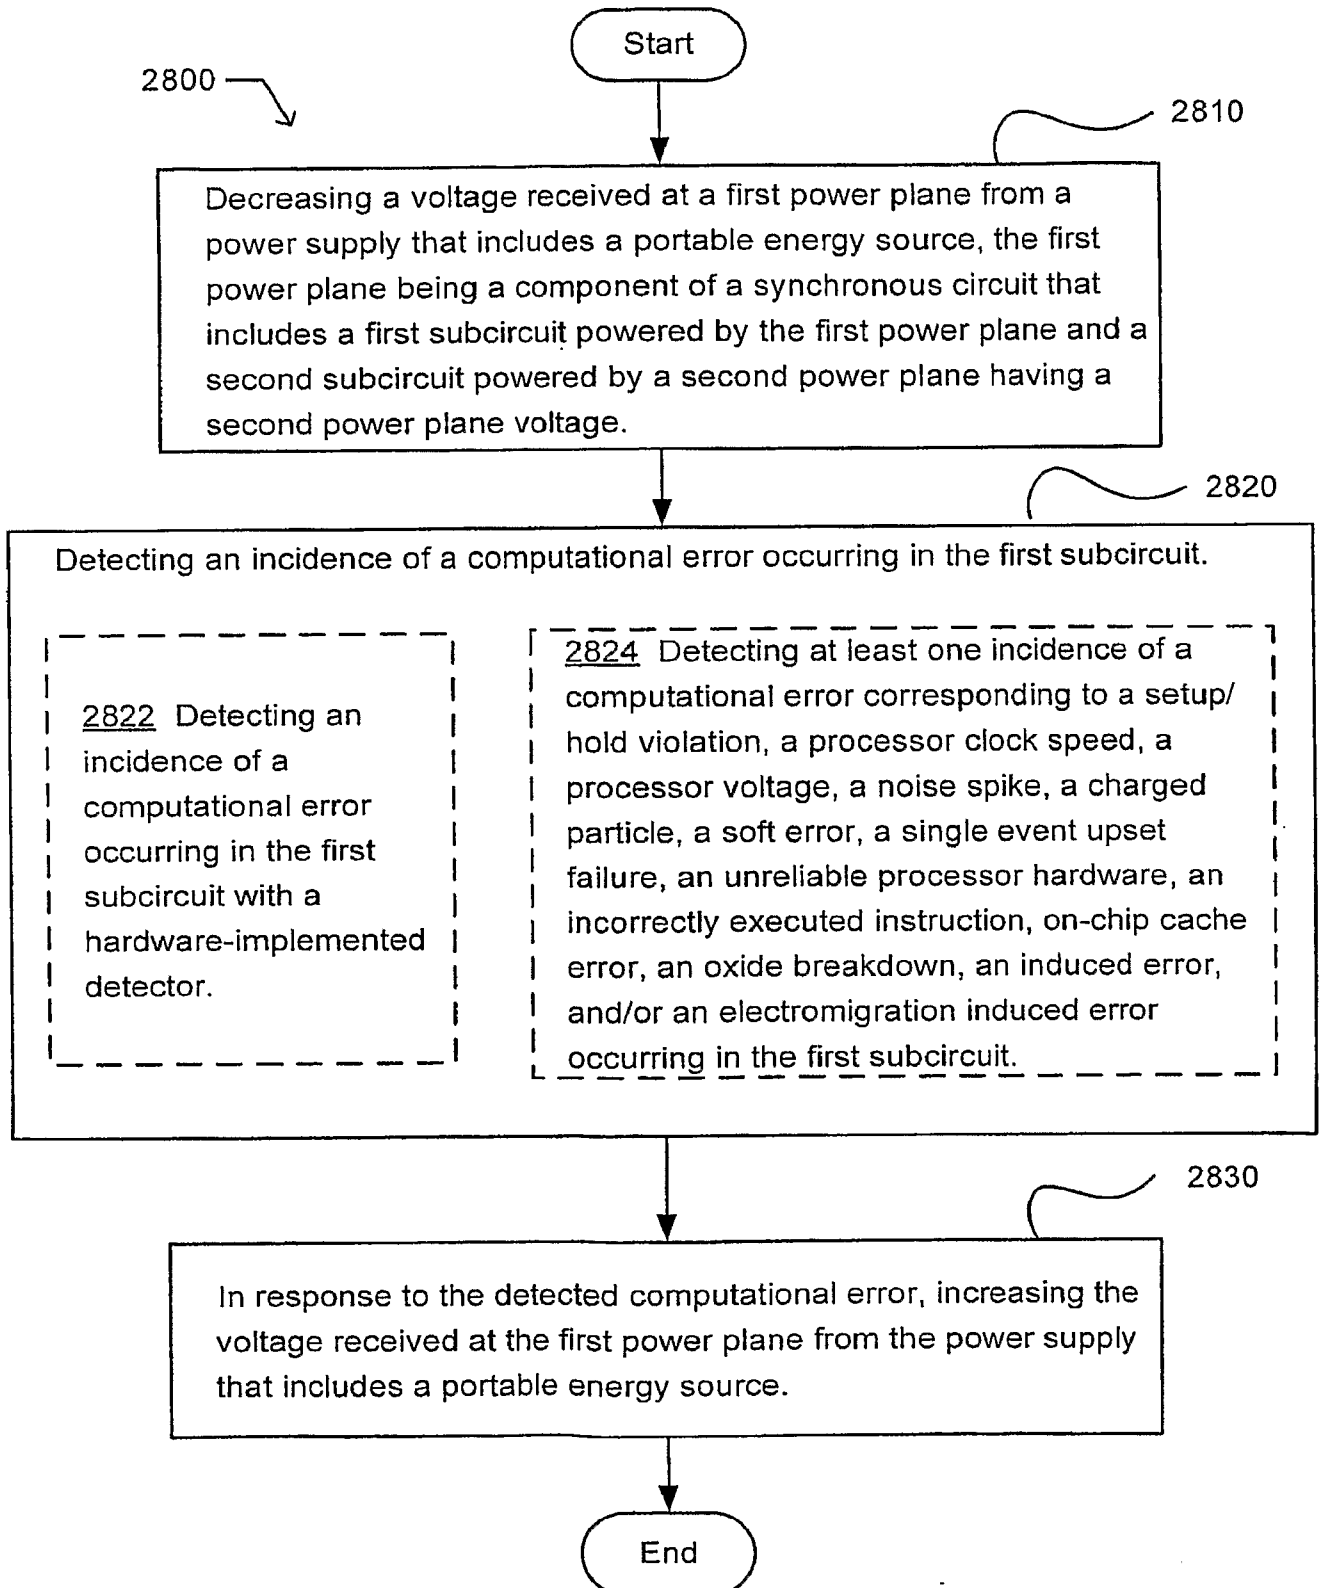 Start
2800
2810
Decreasing a voltage received at a first power plane from a
power supply that includes a portable energy source, the first
power plane being a component of a synchronous circuit that
includes a first subcircuit powered by the first power plane and a
second subcircuit powered by a second power plane having a
second power plane voltage.
2820
Detecting an incidence of a computational error occurring in the first subcircuit.
2822 Detecting an
incidence of a
computational error
occurring in the first
subcircuit with a
hardware-implemented
detector.
2824 Detecting at least one incidence of a
computational error corresponding to a setup/
hold violation, a processor clock speed, a
processor voltage, a noise spike, a charged
particle, a soft error, a single event upset
failure, an unreliable processor hardware, an
incorrectly executed instruction, on-chip cache
error, an oxide breakdown, an induced error,
and/or an electromigration induced error
occurring in the first subcircuit.
2830
In response to the detected computational error, increasing the
voltage received at the first power plane from the power supply
that includes a portable energy source.
End